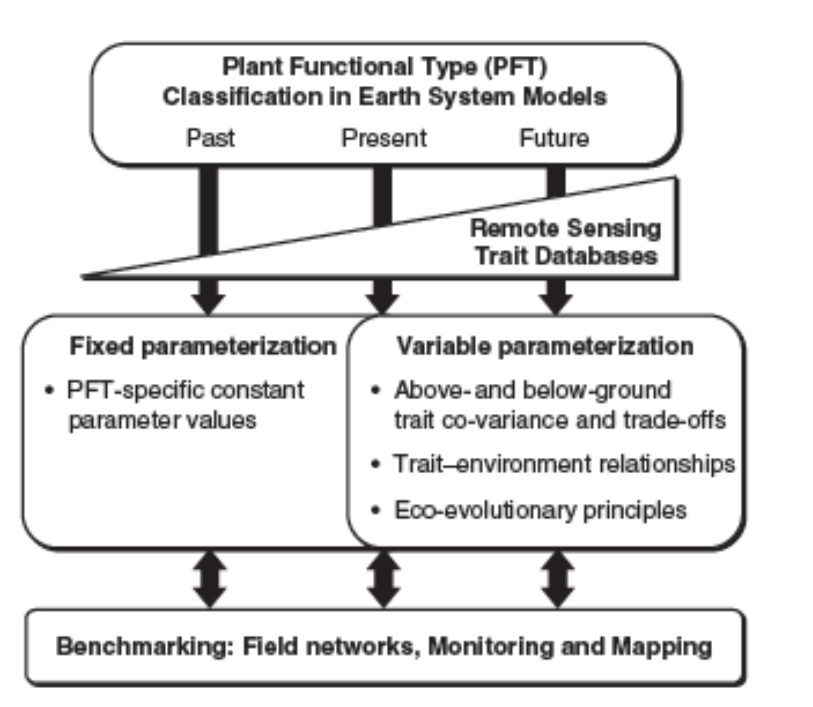 Plant Functional Type (PFT)
Classification in Earth System Models
Past Present Future
Remote Sensing
Trait Databases
Fixed parameterization
• PFT-specific constant
parameter values
Variable parameterization
• Above- and below-ground
trait co-variance and trade-offs
• Trait–environment relationships
• Eco-evolutionary principles
Benchmarking: Field networks, Monitoring and Mapping